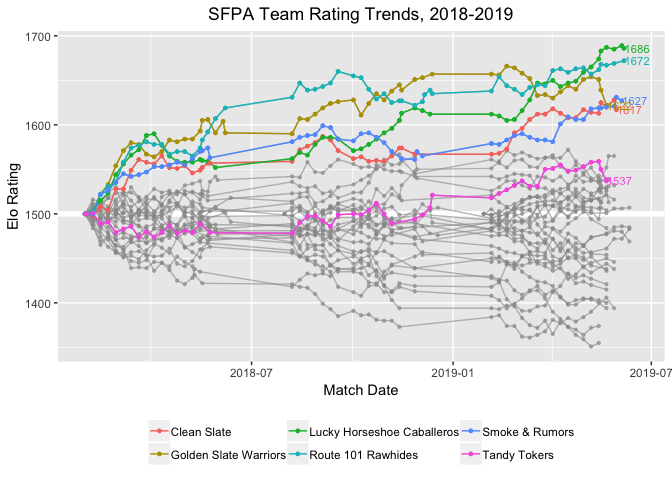 SFPA Team Rating Trends, 2018-2019
1700
1686
1672
1627
1617
1600
1537
1500
1400
Elo Rating
2018-07
2019-01
2019-07
Match Date
Clean Slate
Lucky Horseshoe Caballeros
Smoke & Rumors
Golden Slate Warriors
Route 101 Rawhides
Tandy Tokers